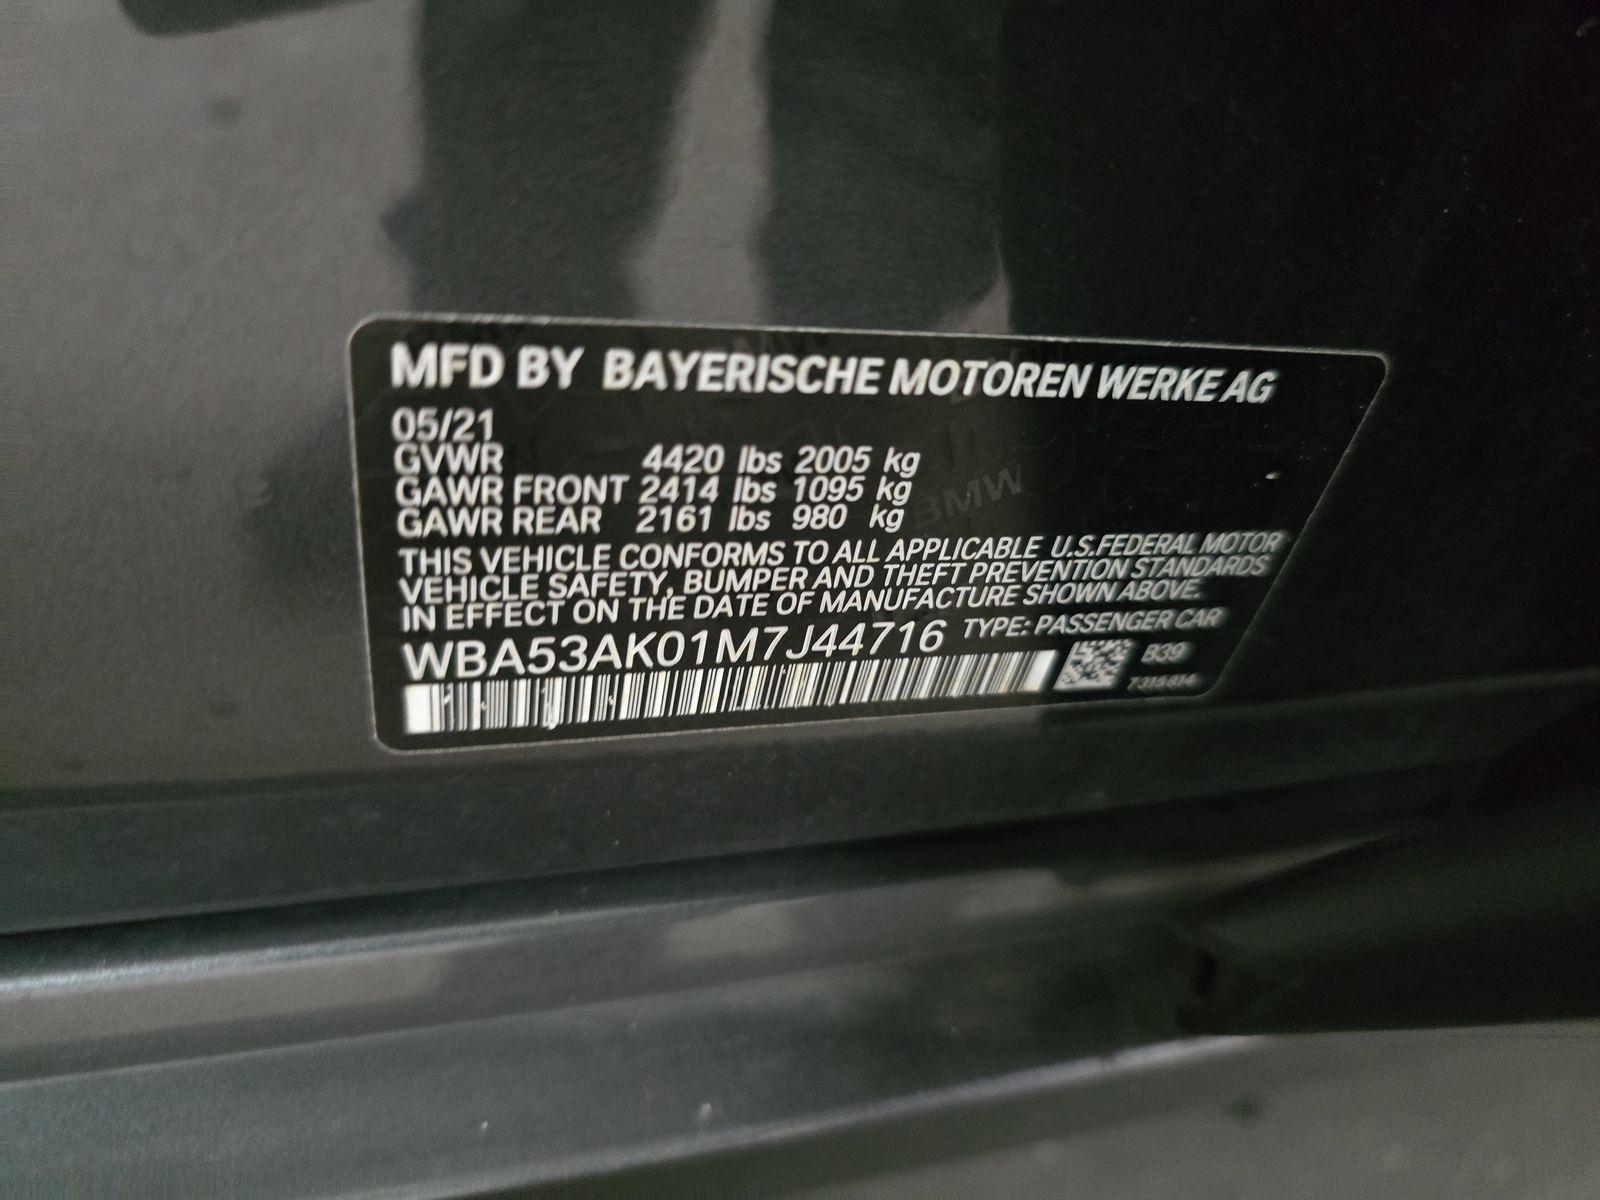 MFD BY BAYERISCHE MOTOREN WERKE AG
05/21
GVWR 4420 lbs 2005 kg
GAWR FRONT 2414 lbs 1095 kg
GAWR REAR 2161 lbs 980 kg
THIS VEHICLE CONFORMS TO ALL APPLICABLE U.S.FEDERAL MOTOR
VEHICLE SAFETY, BUMPER AND THEFT PREVENTION STANDARDS
IN EFFECT ON THE DATE OF MANUFACTURE SHOWN ABOVE.
WBA53AK01M7J44716 TYPE: PASSENGER CAR
B39
7315814
BMW